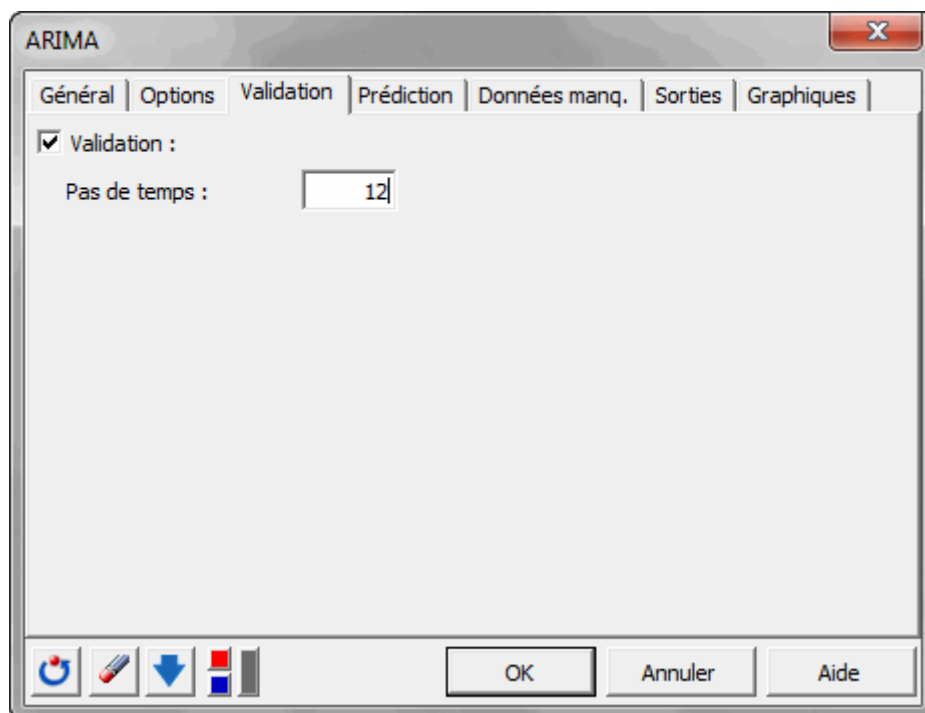 ARIMA
Général Options Validation Prédiction Données manq. Sorties Graphiques
Validation :
Pas de temps : 12
OK Annuler Aide